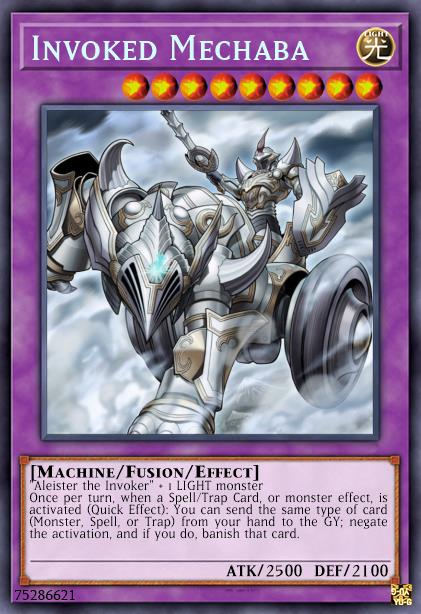 Invoked Mechaba
LIGHT
光
[Machine/Fusion/Effect]
"Aleister the Invoker" + 1 LIGHT monster
Once per turn, when a Spell/Trap Card, or monster effect, is
activated (Quick Effect): You can send the same type of card
(Monster, Spell, or Trap) from your hand to the GY; negate
the activation, and if you do, banish that card.
ATK/2500 DEF/2100
75286621